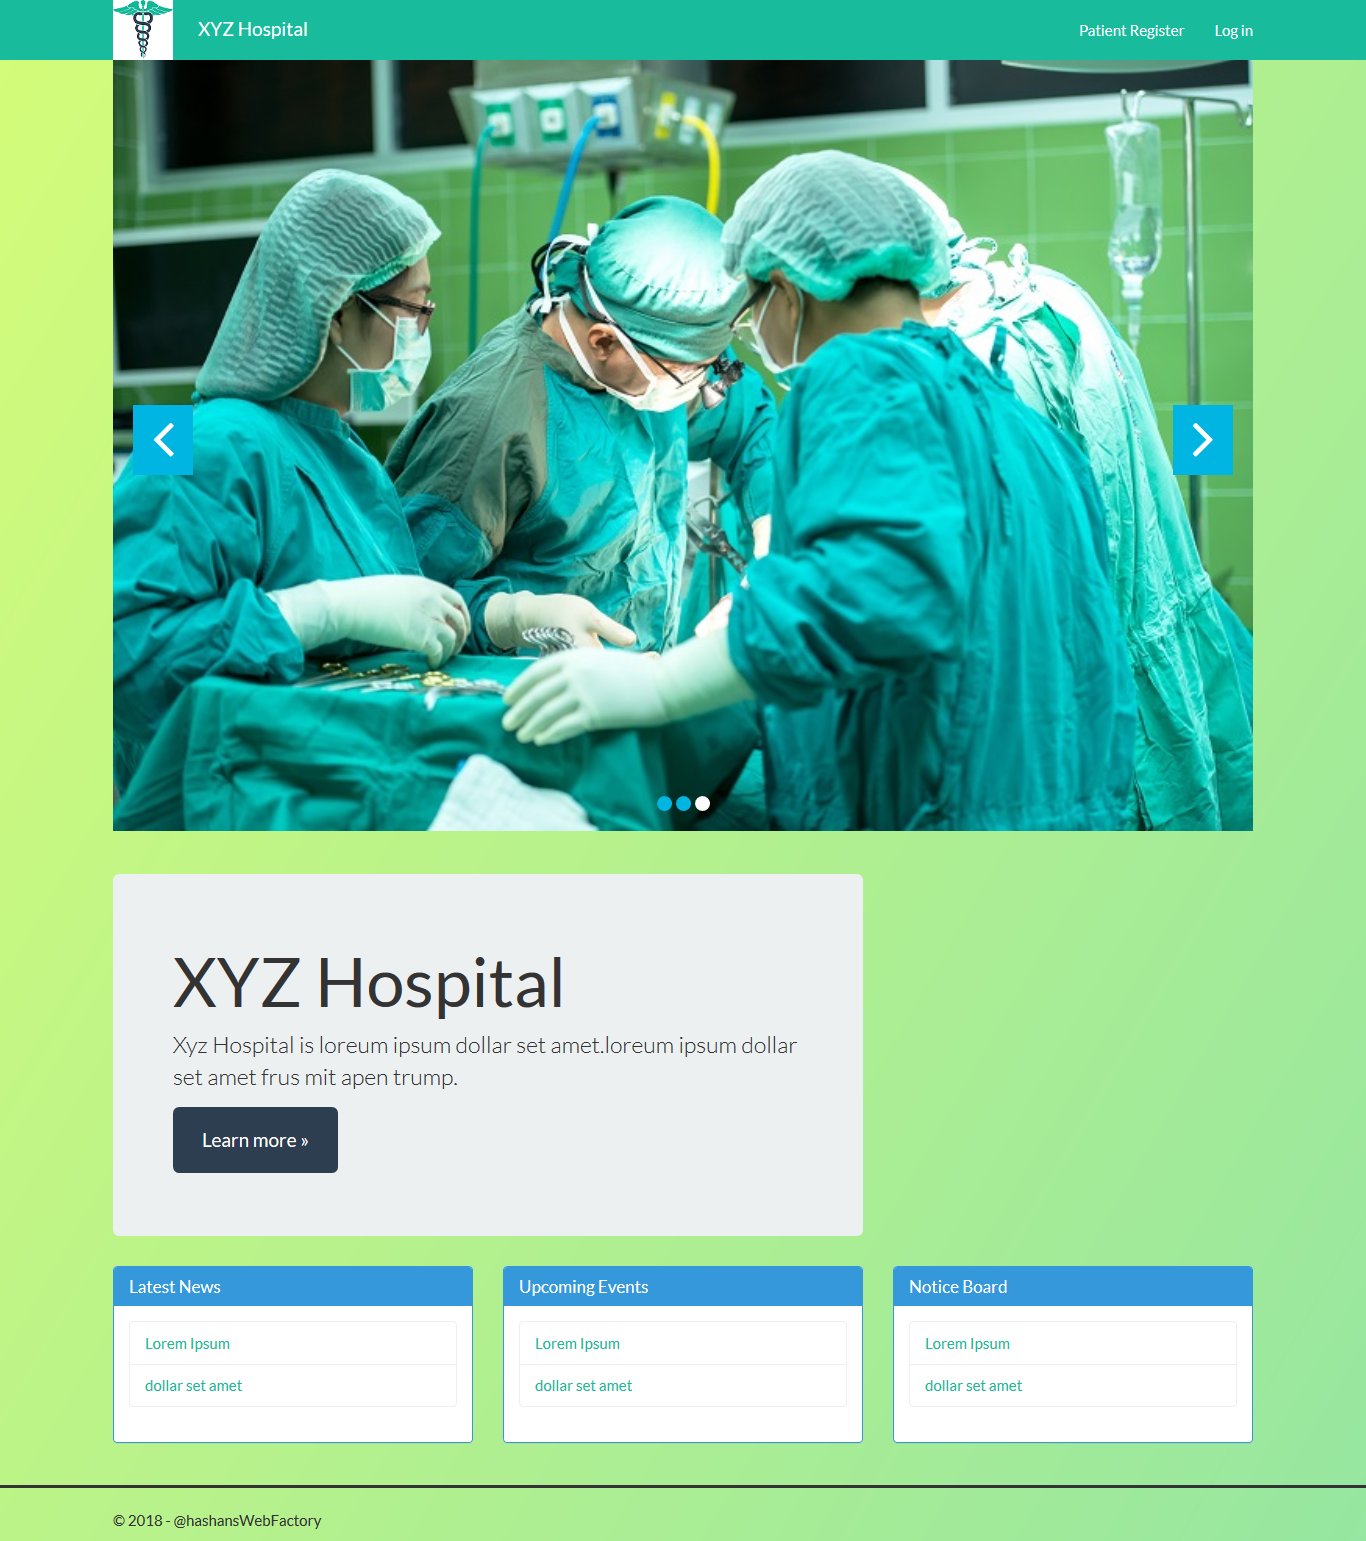 XYZ Hospital
Patient Register
Log in
XYZ Hospital
Xyz Hospital is loreum ipsum dollar set amet.loreum ipsum dollar
set amet frus mit apen trump.
Learn more »
Latest News
Lorem Ipsum
dollar set amet
Upcoming Events
Lorem Ipsum
dollar set amet
Notice Board
Lorem Ipsum
dollar set amet
© 2018 - @hashansWebFactory